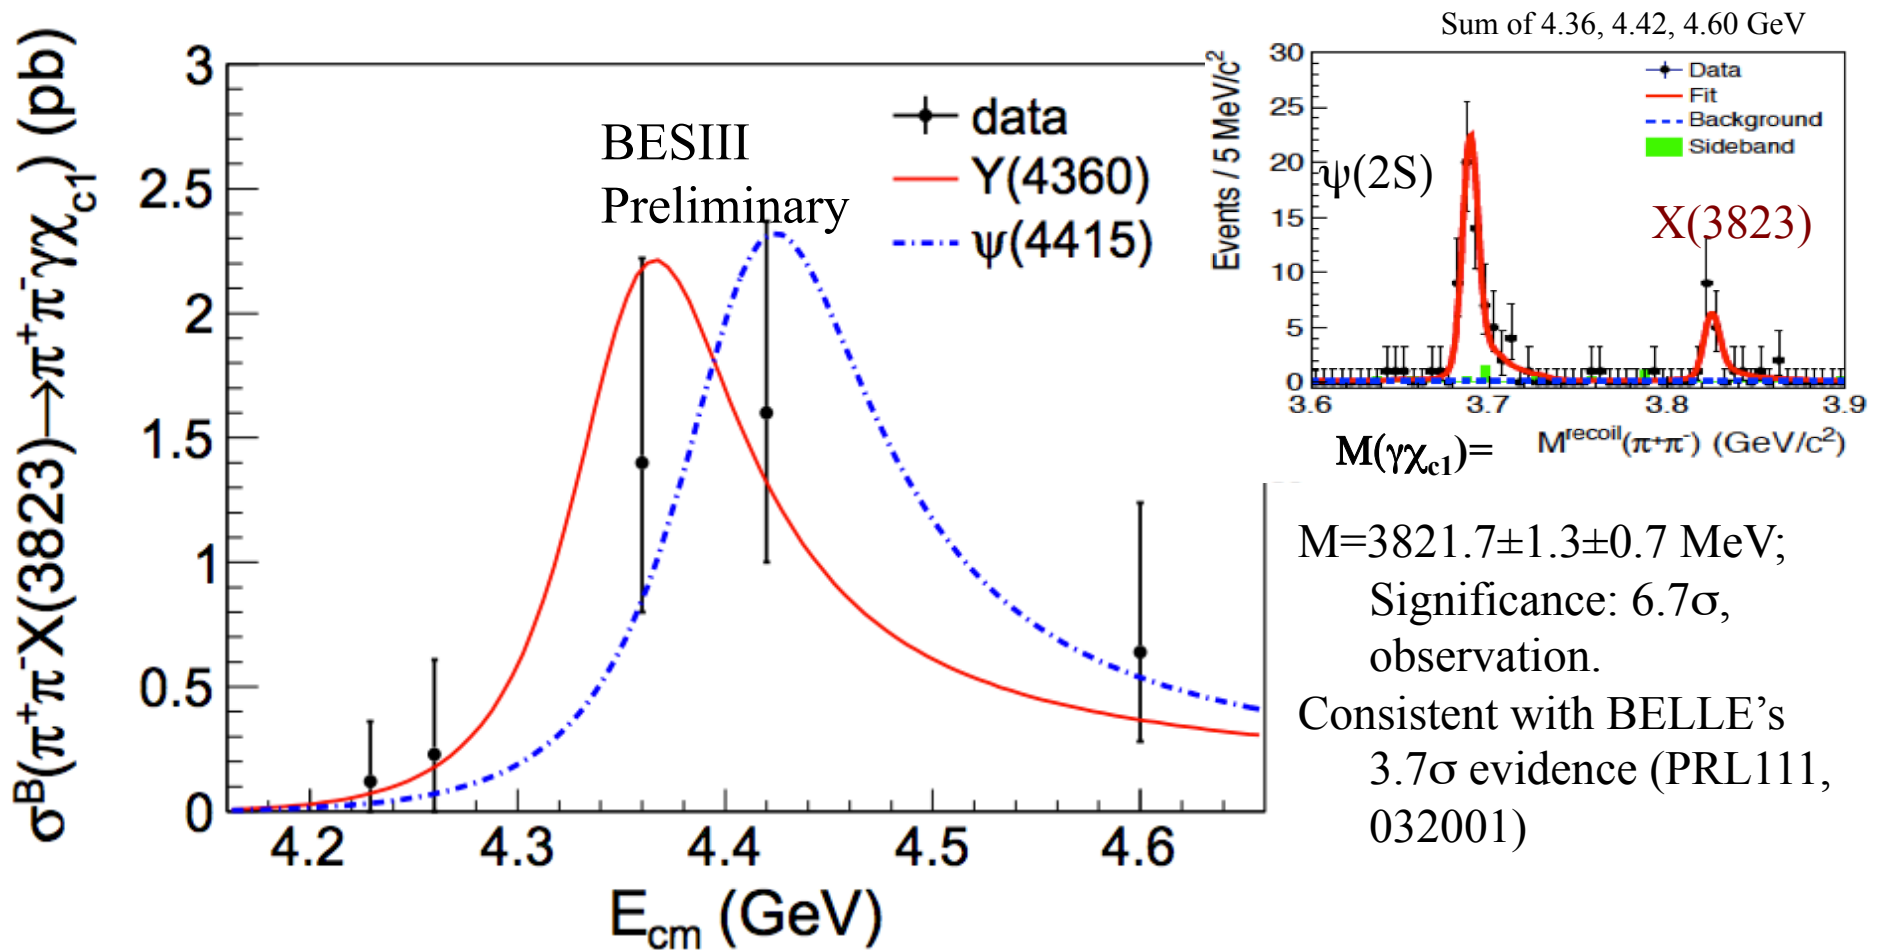 σᴮ(π⁺π⁻X(3823)→π⁺π⁻γχ_c1) (pb)
3
2.5
2
1.5
1
0.5
0
BESIII
Preliminary
data
Y(4360)
ψ(4415)
4.2 4.3 4.4 4.5 4.6
E_cm (GeV)
Sum of 4.36, 4.42, 4.60 GeV
Events / 5 MeV/c²
30
25
20
15
10
5
0
Data
Fit
Background
Sideband
ψ(2S)
X(3823)
3.6 3.7 3.8 3.9
M(γχ_c1)= M^recoil(π⁺π⁻) (GeV/c²)
M=3821.7±1.3±0.7 MeV;
Significance: 6.7σ,
observation.
Consistent with BELLE’s
3.7σ evidence (PRL111,
032001)